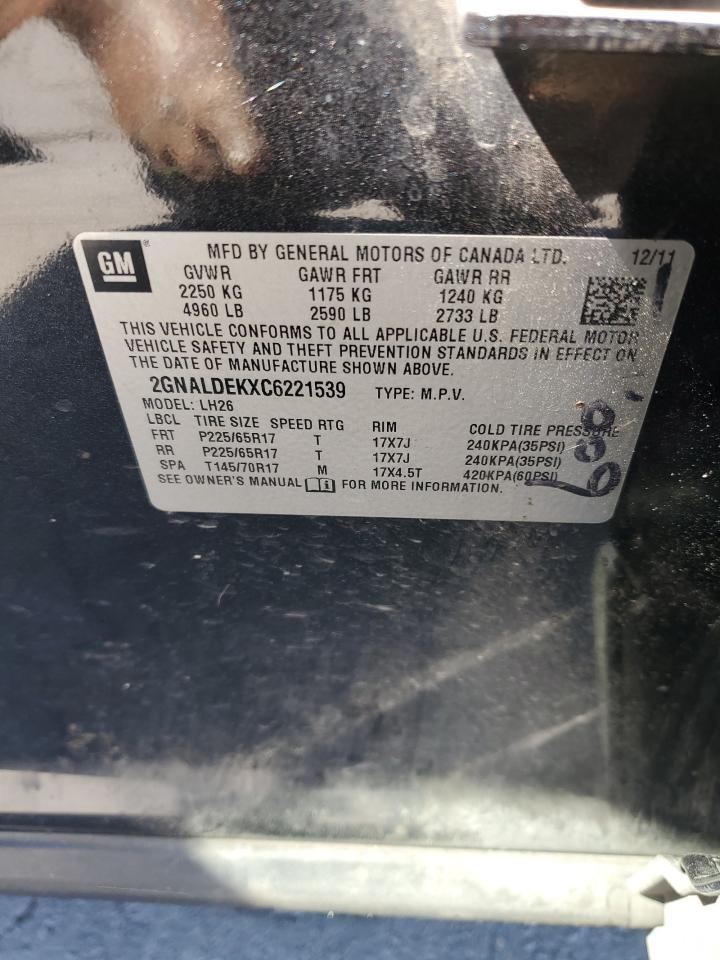 GM ® MFD BY GENERAL MOTORS OF CANADA LTD. 12/11
GVWR GAWR FRT GAWR RR
2250 KG 1175 KG 1240 KG
4960 LB 2590 LB 2733 LB
THIS VEHICLE CONFORMS TO ALL APPLICABLE U.S. FEDERAL MOTOR
VEHICLE SAFETY AND THEFT PREVENTION STANDARDS IN EFFECT ON
THE DATE OF MANUFACTURE SHOWN ABOVE.
2GNALDEKXC6221539 TYPE: M.P.V.
MODEL: LH26
LBCL TIRE SIZE SPEED RTG RIM COLD TIRE PRESSURE
FRT P225/65R17 T 17X7J 240KPA(35PSI)
RR P225/65R17 T 17X7J 240KPA(35PSI)
SPA T145/70R17 M 17X4.5T 420KPA(60PSI)
SEE OWNER'S MANUAL FOR MORE INFORMATION.